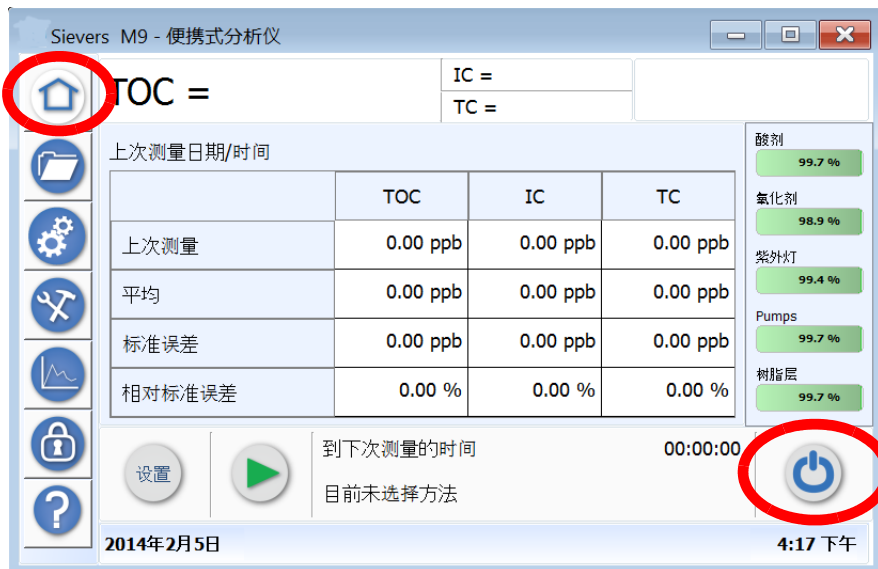 Sievers M9 - 便携式分析仪
TOC =
IC =
TC =
上次测量日期/时间
TOC IC TC
上次测量 0.00 ppb 0.00 ppb 0.00 ppb
平均 0.00 ppb 0.00 ppb 0.00 ppb
标准误差 0.00 ppb 0.00 ppb 0.00 ppb
相对标准误差 0.00 % 0.00 % 0.00 %
酸剂
99.7 %
氧化剂
98.9 %
紫外灯
99.4 %
Pumps
99.7 %
树脂层
99.7 %
设置
到下次测量的时间 00:00:00
目前未选择方法
2014年2月5日 4:17 下午